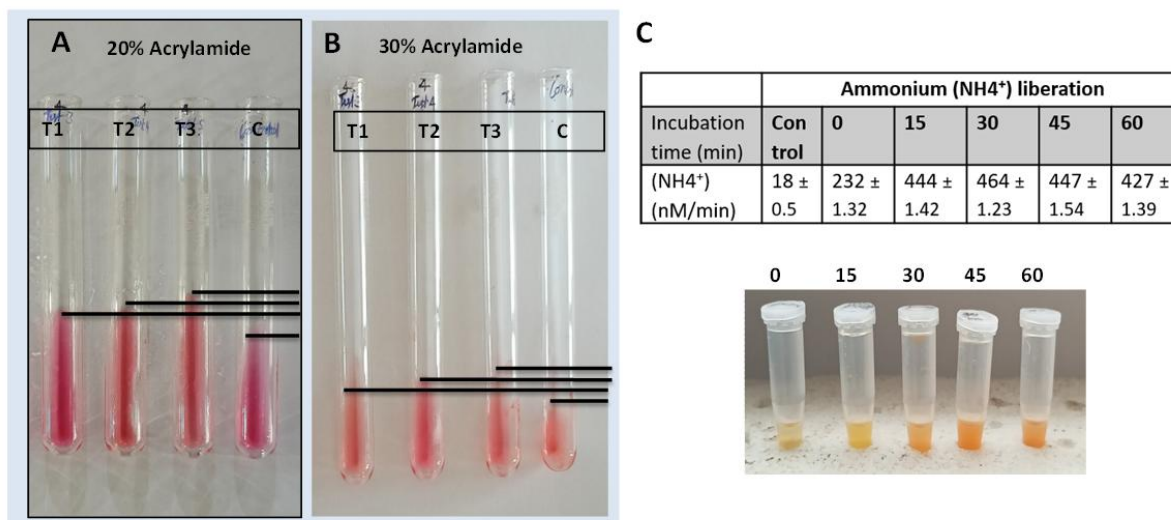 A
20% Acrylamide
T1 T2 T3 C
B
30% Acrylamide
T1 T2 T3 C
C
Ammonium (NH4⁺) liberation
Incubation time (min) Con trol 0 15 30 45 60
(NH4⁺) (nM/min) 18 ± 0.5 232 ± 1.32 444 ± 1.42 464 ± 1.23 447 ± 1.54 427 ± 1.39
0 15 30 45 60